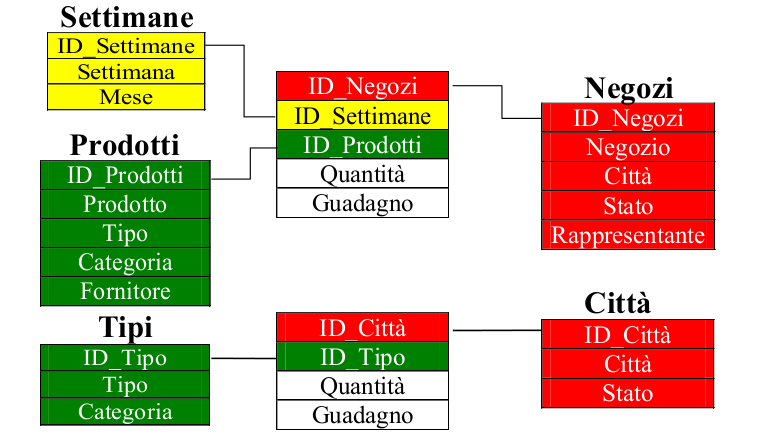 Settimane
ID_Settimane
Settimana
Mese
Prodotti
ID_Prodotti
Prodotto
Tipo
Categoria
Fornitore
Tipi
ID_Tipo
Tipo
Categoria
ID_Negozi
ID_Settimane
ID_Prodotti
Quantità
Guadagno
ID_Città
ID_Tipo
Quantità
Guadagno
Negozi
ID_Negozi
Negozio
Città
Stato
Rappresentante
Città
ID_Città
Città
Stato